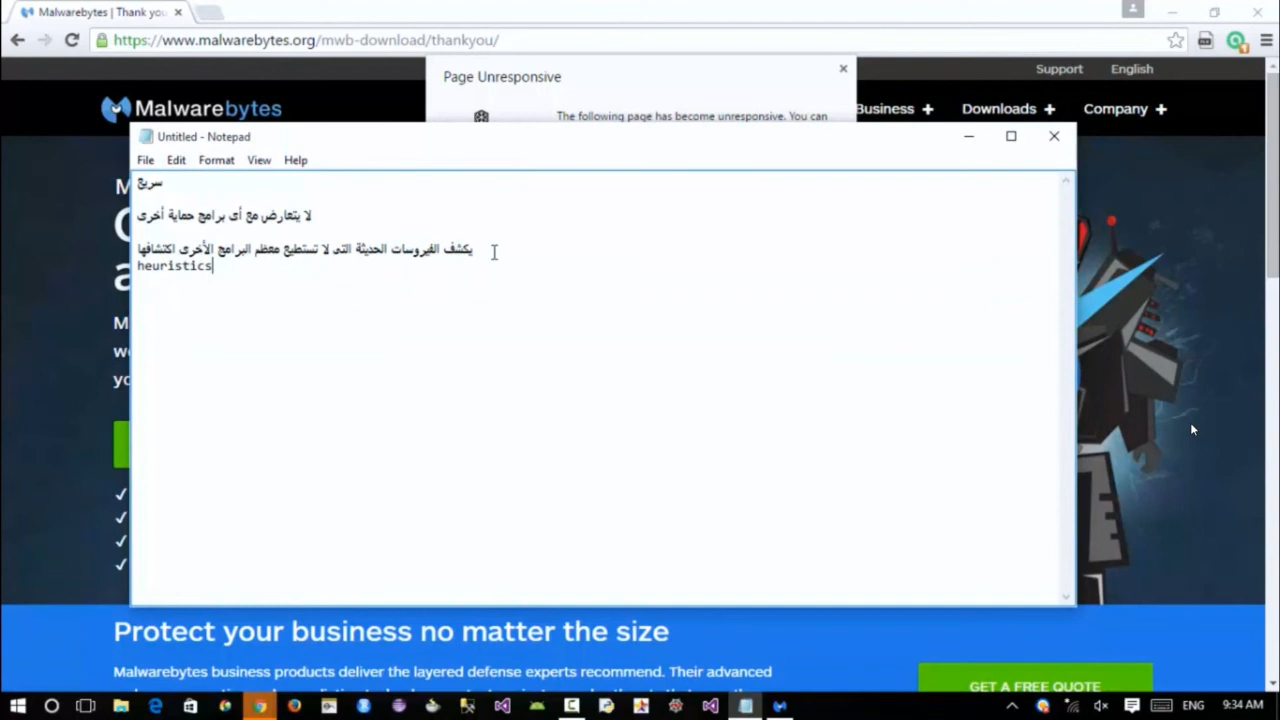 Malwarebytes | Thank you
https://www.malwarebytes.org/mwb-download/thankyou/
Support English
Page Unresponsive
Malwarebytes
The following page has become unresponsive. You can
Business + Downloads + Company +
Untitled - Notepad
File Edit Format View Help
سريع
لا يتعارض مع أى برامج حماية أخرى
يكشف الفيروسات الحديثة التى لا تستطيع معظم البرامج الأخرى اكتشافها
heuristics
Protect your business no matter the size
Malwarebytes business products deliver the layered defense experts recommend. Their advanced
GET A FREE QUOTE
ENG 9:34 AM